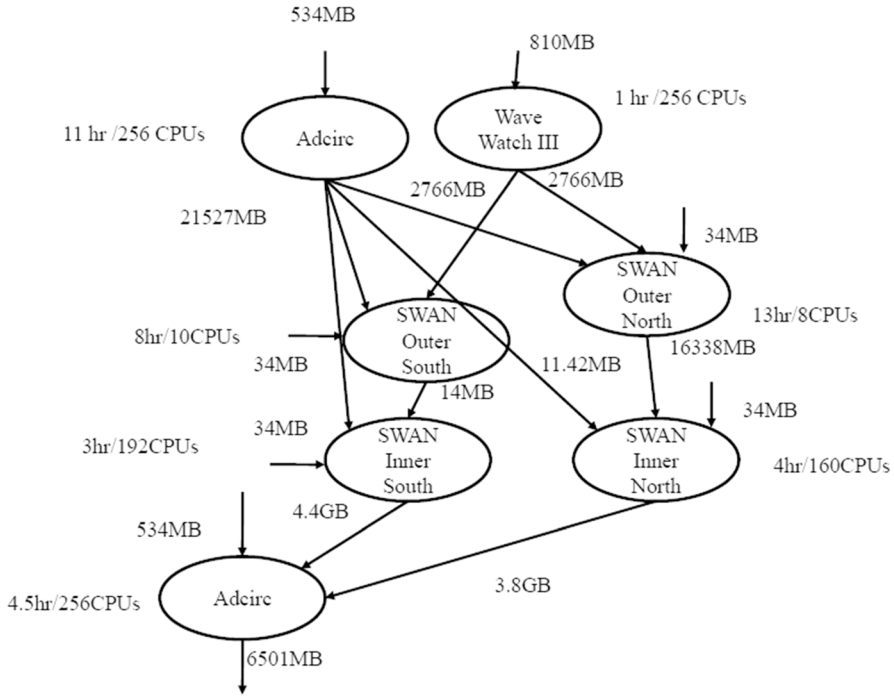 534MB
810MB
1 hr /256 CPUs
11 hr /256 CPUs
Adcirc
Wave
Watch III
2766MB
2766MB
21527MB
34MB
SWAN
Outer
North
13hr/8CPUs
SWAN
Outer
South
8hr/10CPUs
34MB
16338MB
11.42MB
14MB
34MB
34MB
SWAN
Inner
South
3hr/192CPUs
SWAN
Inner
North
4hr/160CPUs
4.4GB
534MB
3.8GB
Adcirc
4.5hr/256CPUs
6501MB